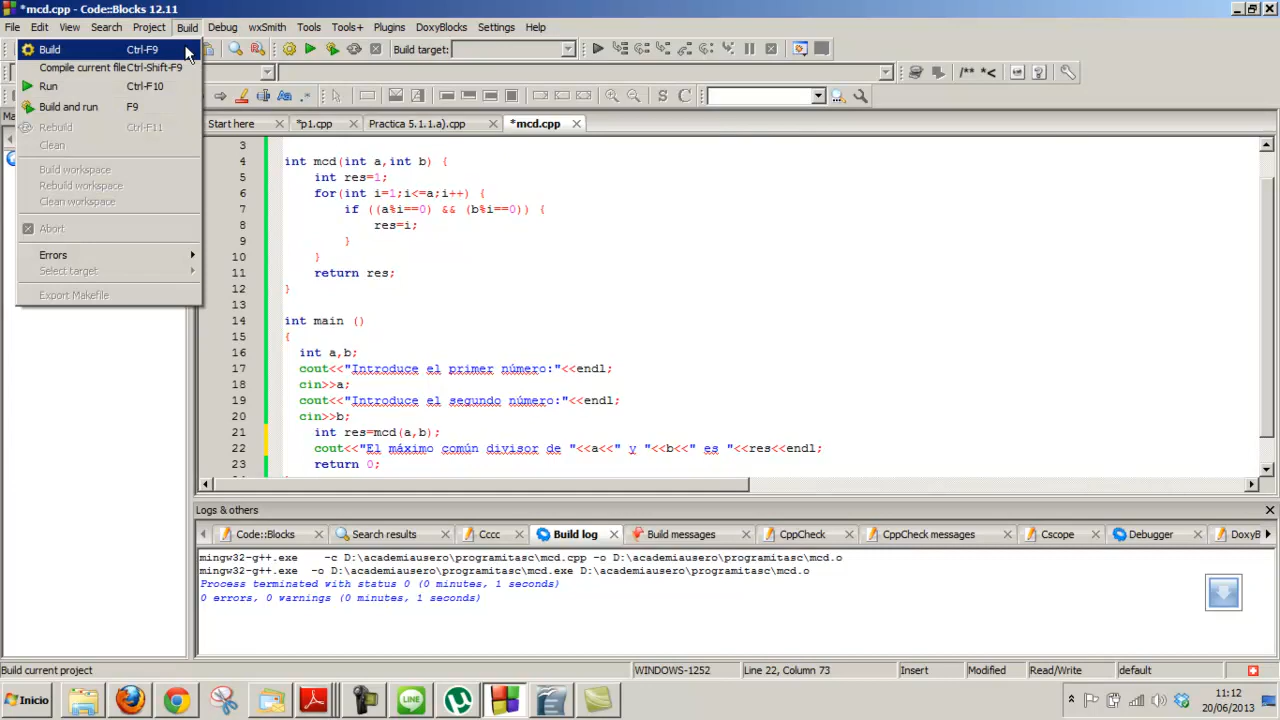 *mcd.cpp - Code::Blocks 12.11
File Edit View Search Project Build Debug wxSmith Tools Tools+ Plugins DoxyBlocks Settings Help
Build Ctrl-F9
Compile current file Ctrl-Shift-F9
Run Ctrl-F10
Build and run F9
Rebuild Ctrl-F11
Clean
Build workspace
Rebuild workspace
Clean workspace
Abort
Errors
Select target
Export Makefile
Build target:
/** *<
S C
Ma
Start here *p1.cpp Practica 5.1.1.a).cpp *mcd.cpp
3
4 int mcd(int a,int b) {
5 int res=1;
6 for(int i=1;i<=a;i++) {
7 if ((a%i==0) && (b%i==0)) {
8 res=i;
9 }
10 }
11 return res;
12 }
13
14 int main ()
15 {
16 int a,b;
17 cout<<"Introduce el primer número:"<<endl;
18 cin>>a;
19 cout<<"Introduce el segundo número:"<<endl;
20 cin>>b;
21 int res=mcd(a,b);
22 cout<<"El máximo común divisor de "<<a<<" y "<<b<<" es "<<res<<endl;
23 return 0;
Logs & others
Code::Blocks Search results Cccc Build log Build messages CppCheck CppCheck messages Cscope Debugger DoxyB
mingw32-g++.exe -c D:\academiausero\programitasc\mcd.cpp -o D:\academiausero\programitasc\mcd.o
mingw32-g++.exe -o D:\academiausero\programitasc\mcd.exe D:\academiausero\programitasc\mcd.o
Process terminated with status 0 (0 minutes, 1 seconds)
0 errors, 0 warnings (0 minutes, 1 seconds)
Build current project WINDOWS-1252 Line 22, Column 73 Insert Modified Read/Write default
Inicio LINE 11:12
20/06/2013